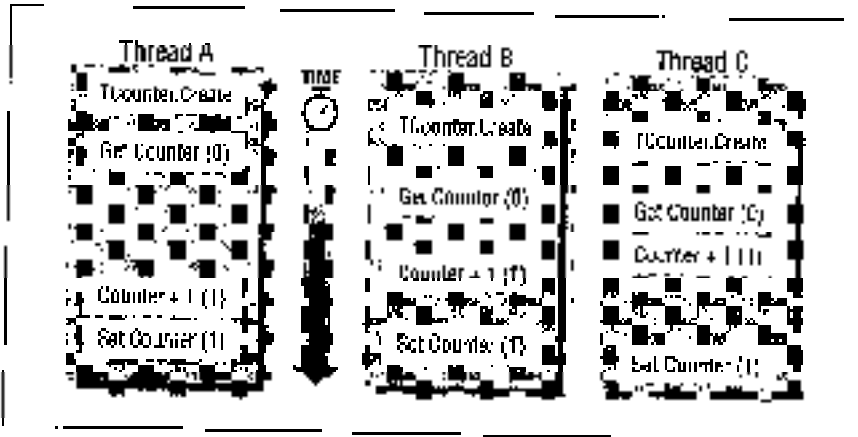 Thread A
TCounter.Create
Get Counter (0)
Counter + 1 (1)
Set Counter (1)
TIME
Thread B
TCounter.Create
Get Counter (0)
Counter + 1 (1)
Set Counter (1)
Thread C
TCounter.Create
Get Counter (0)
Counter + 1 (1)
Set Counter (1)